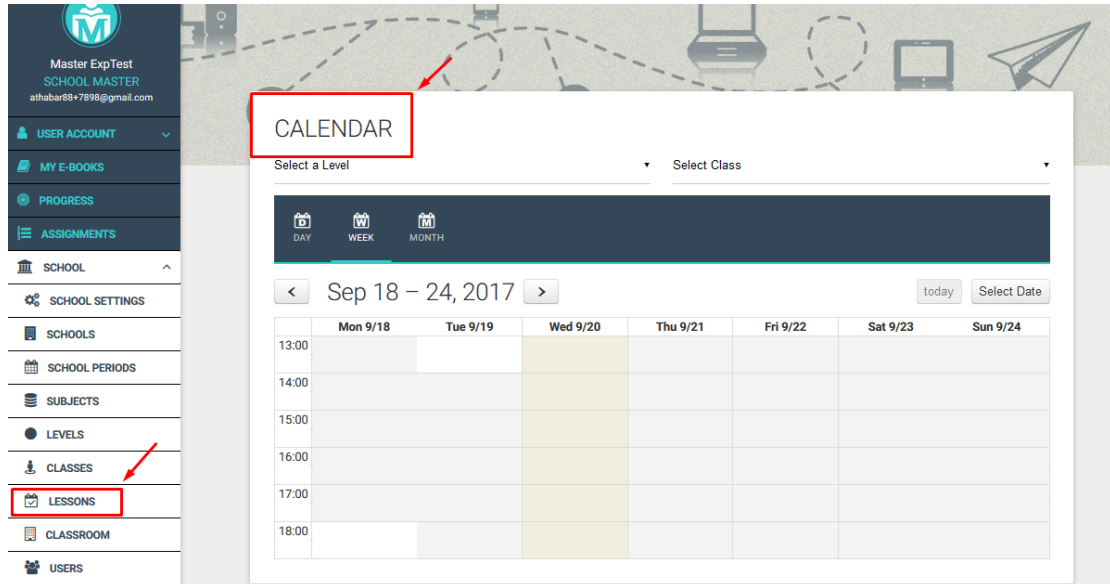 Master ExpTest
SCHOOL MASTER
athabar88+7898@gmail.com
USER ACCOUNT
MY E-BOOKS
PROGRESS
ASSIGNMENTS
SCHOOL
SCHOOL SETTINGS
SCHOOLS
SCHOOL PERIODS
SUBJECTS
LEVELS
CLASSES
LESSONS
CLASSROOM
USERS
CALENDAR
Select a Level Select Class
D W M
DAY WEEK MONTH
< Sep 18 – 24, 2017 > today Select Date
Mon 9/18 Tue 9/19 Wed 9/20 Thu 9/21 Fri 9/22 Sat 9/23 Sun 9/24
13:00
14:00
15:00
16:00
17:00
18:00